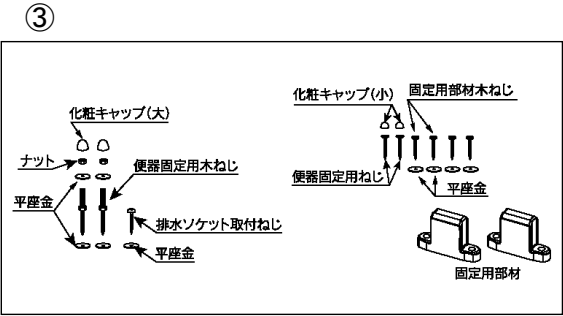 ③
化粧キャップ(大)
ナット
便器固定用木ねじ
平座金
排水ソケット取付ねじ
平座金
化粧キャップ(小)
固定用部材木ねじ
便器固定用ねじ
平座金
固定用部材